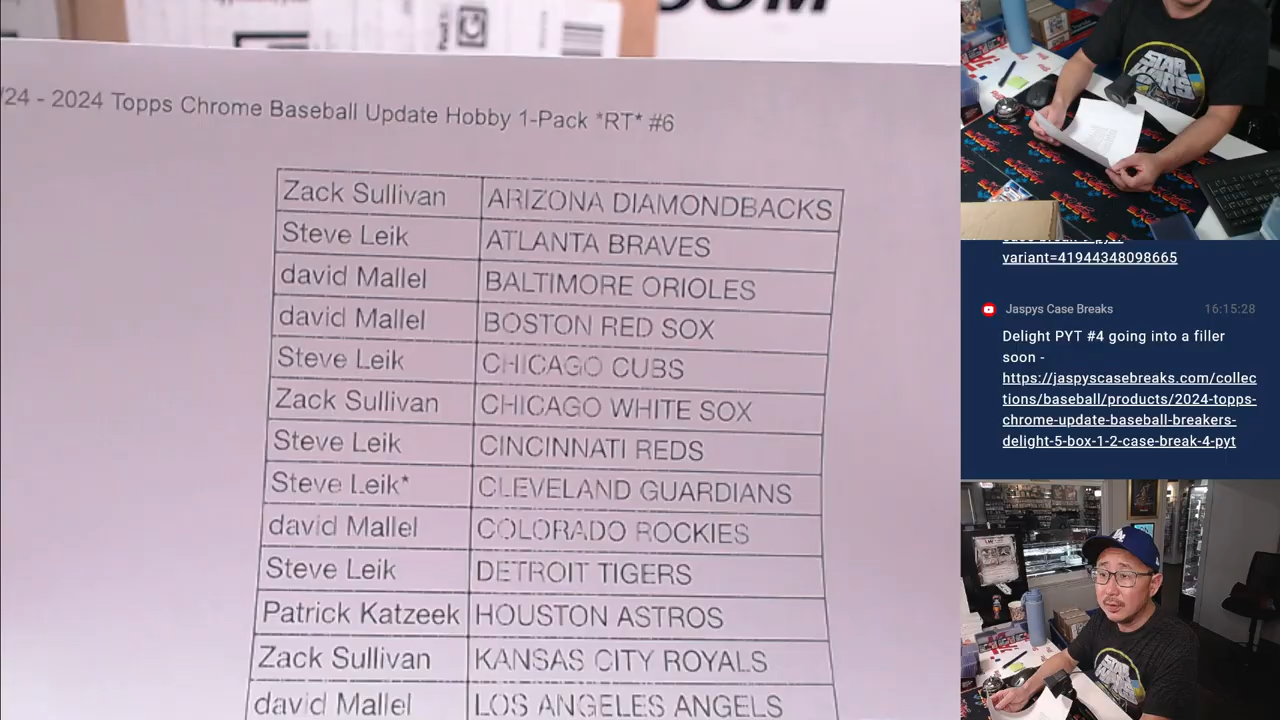 /24 - 2024 Topps Chrome Baseball Update Hobby 1-Pack *RT* #6
Zack Sullivan ARIZONA DIAMONDBACKS
Steve Leik ATLANTA BRAVES
david Mallel BALTIMORE ORIOLES
david Mallel BOSTON RED SOX
Steve Leik CHICAGO CUBS
Zack Sullivan CHICAGO WHITE SOX
Steve Leik CINCINNATI REDS
Steve Leik* CLEVELAND GUARDIANS
david Mallel COLORADO ROCKIES
Steve Leik DETROIT TIGERS
Patrick Katzeek HOUSTON ASTROS
Zack Sullivan KANSAS CITY ROYALS
david Mallel LOS ANGELES ANGELS
STAR WARS
variant=41944348098665
Jaspys Case Breaks 16:15:28
Delight PYT #4 going into a filler
soon -
https://jaspyscasebreaks.com/collec
tions/baseball/products/2024-topps-
chrome-update-baseball-breakers-
delight-5-box-1-2-case-break-4-pyt
LA
STAR WARS